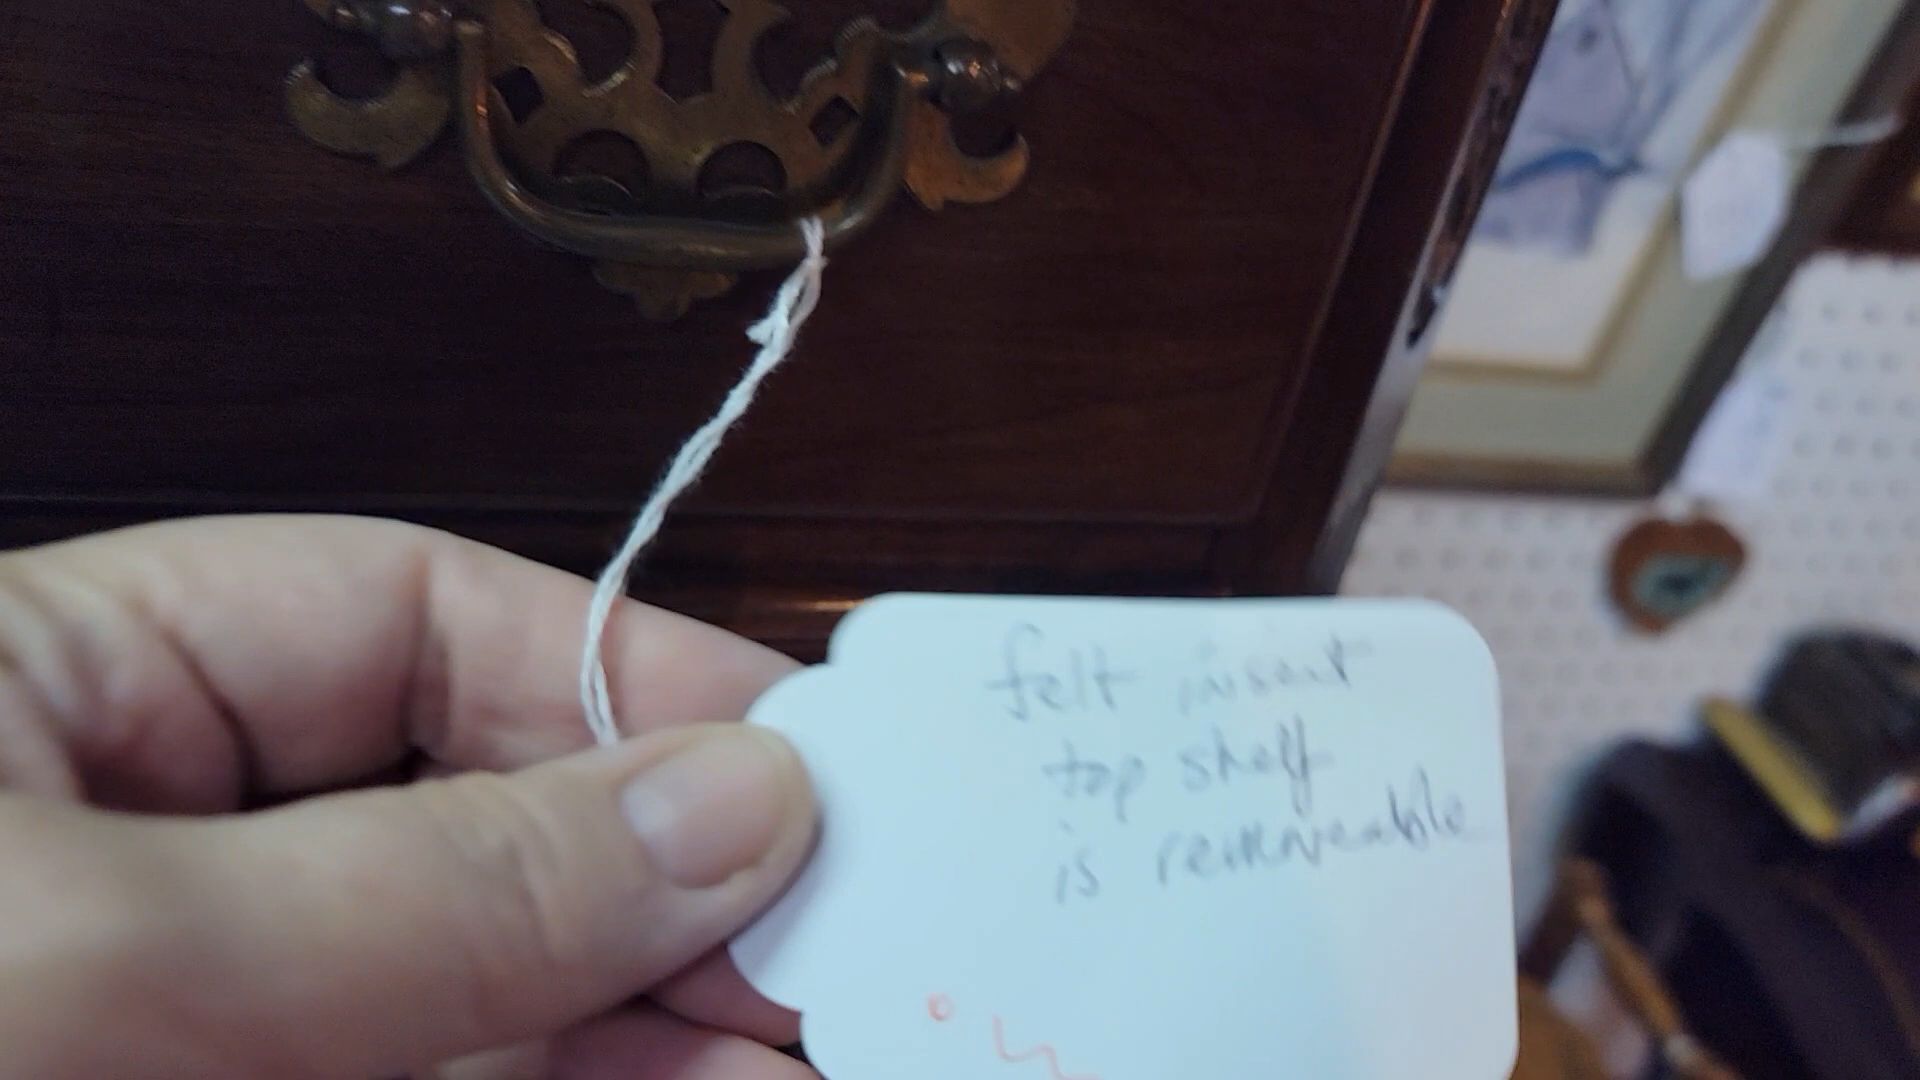 felt insert
top shelf
is removeable